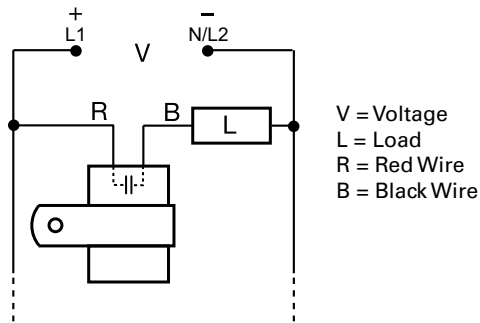 + –
L1 V N/L2
R B L
V = Voltage
L = Load
R = Red Wire
B = Black Wire